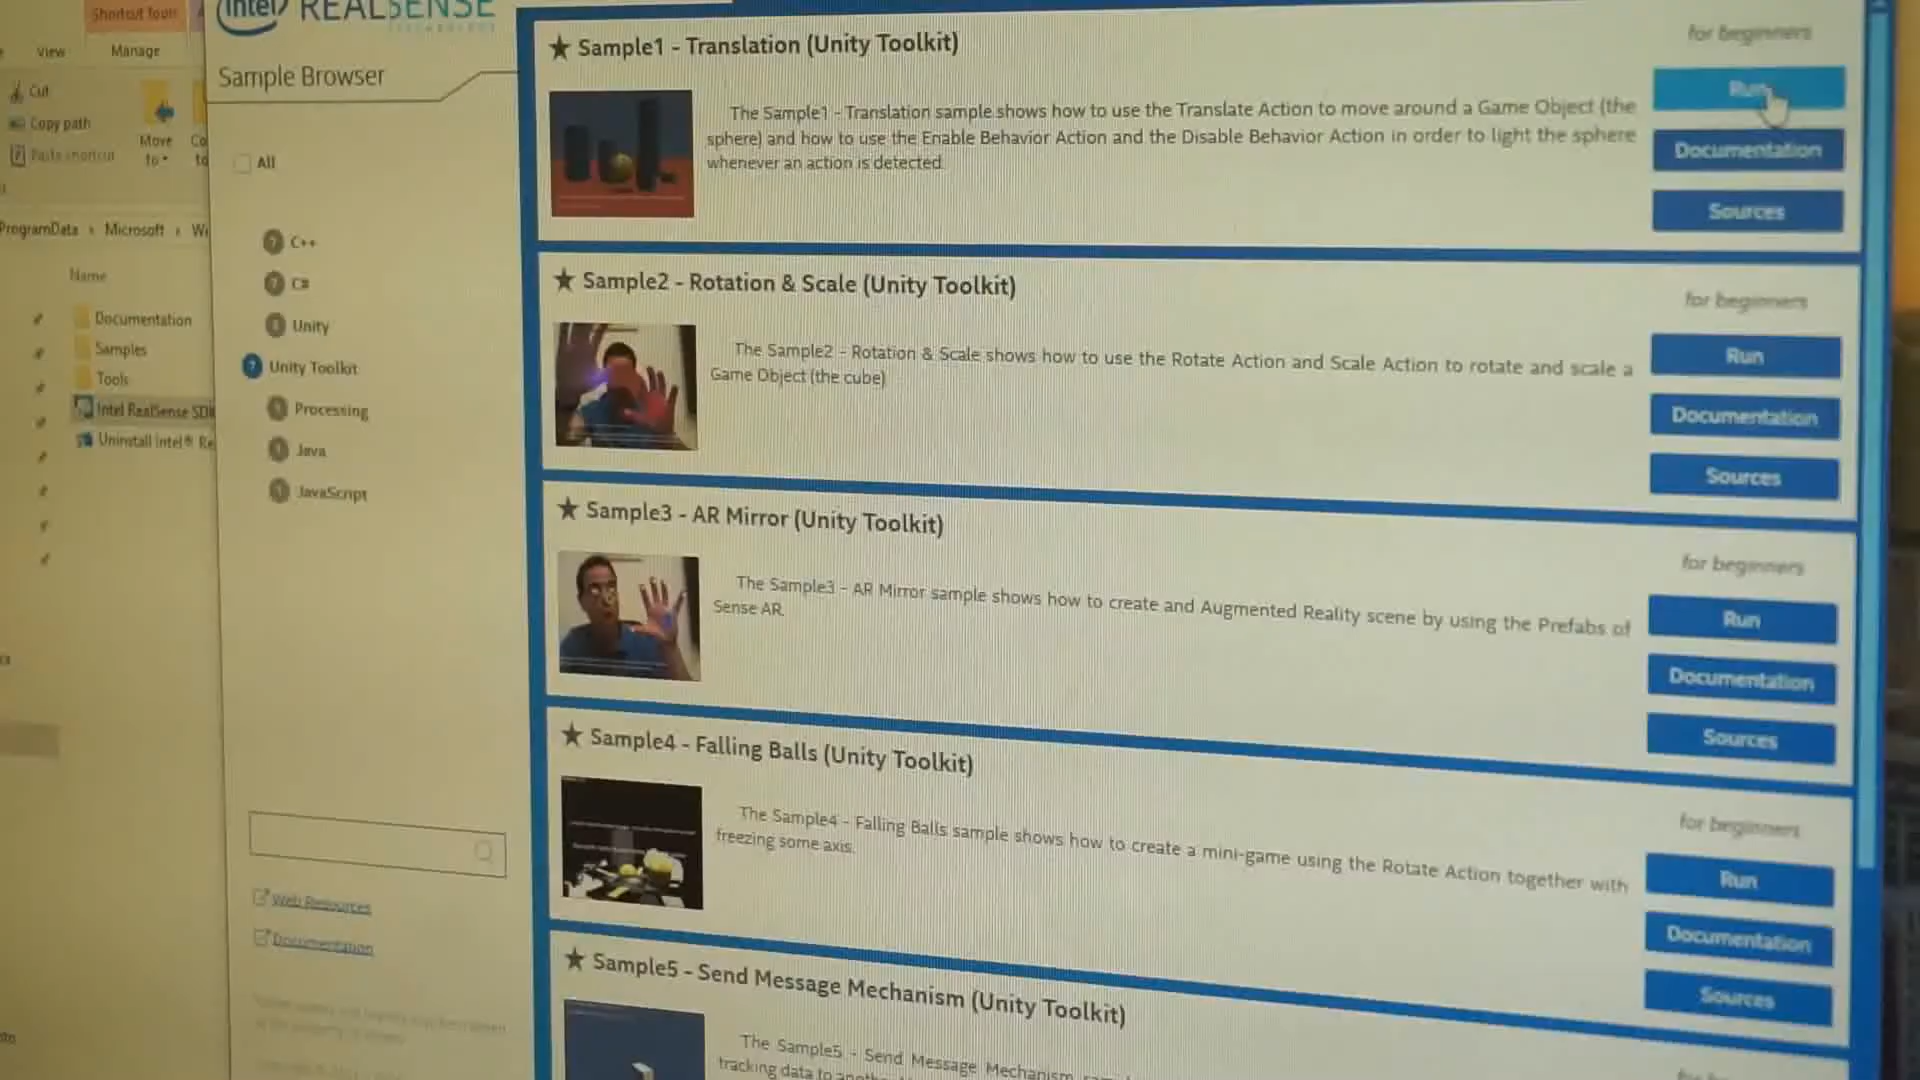 Shortcut Tools
View
Manage
Cut
Copy path
Paste shortcut
Move
to
Co
to
ProgramData › Microsoft › Wi
Name
Documentation
Samples
Tools
Intel RealSense SDK
Uninstall Intel® Re
intel REALSENSE
TECHNOLOGY
Sample Browser
All
C++
C#
Unity
Unity Toolkit
Processing
Java
JavaScript
Web Resources
Documentation
★ Sample1 - Translation (Unity Toolkit)
for beginners
The Sample1 - Translation sample shows how to use the Translate Action to move around a Game Object (the
sphere) and how to use the Enable Behavior Action and the Disable Behavior Action in order to light the sphere
whenever an action is detected.
Run
Documentation
Sources
★ Sample2 - Rotation & Scale (Unity Toolkit)
for beginners
The Sample2 - Rotation & Scale shows how to use the Rotate Action and Scale Action to rotate and scale a
Game Object (the cube)
Run
Documentation
Sources
★ Sample3 - AR Mirror (Unity Toolkit)
for beginners
The Sample3 - AR Mirror sample shows how to create and Augmented Reality scene by using the Prefabs of
Sense AR.
Run
Documentation
Sources
★ Sample4 - Falling Balls (Unity Toolkit)
for beginners
The Sample4 - Falling Balls sample shows how to create a mini-game using the Rotate Action together with
freezing some axis.
Run
Documentation
Sources
★ Sample5 - Send Message Mechanism (Unity Toolkit)
The Sample5 - Send Message Mechanism
tracking data to
for beginners